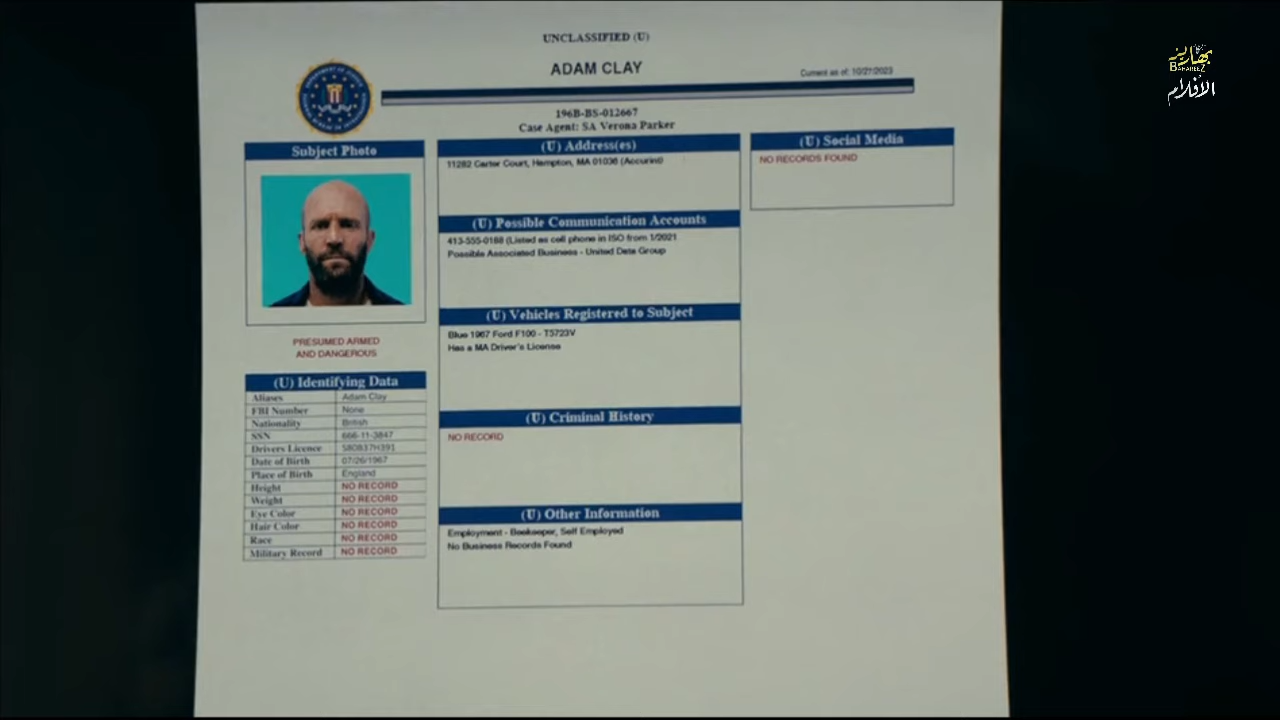 UNCLASSIFIED (U)
ADAM CLAY
Current as of: 10/27/2023
196B-BS-012667
Case Agent: SA Verona Parker
Subject Photo
PRESUMED ARMED
AND DANGEROUS
(U) Identifying Data
Aliases Adam Clay
FBI Number None
Nationality British
SSN 666-11-3847
Drivers Licence S80837H391
Date of Birth 07/26/1967
Place of Birth England
Height NO RECORD
Weight NO RECORD
Eye Color NO RECORD
Hair Color NO RECORD
Race NO RECORD
Military Record NO RECORD
(U) Address(es)
11282 Carter Court, Hampton, MA 01036 (Accurint)
(U) Possible Communication Accounts
413-555-0188 (Listed as cell phone in ISO from 1/2021
Possible Associated Business - United Data Group
(U) Vehicles Registered to Subject
Blue 1967 Ford F100 - T5723V
Has a MA Driver's License
(U) Criminal History
NO RECORD
(U) Other Information
Employment - Beekeeper, Self Employed
No Business Records Found
(U) Social Media
NO RECORDS FOUND
بهاريز
BAHAREEZ
الأفلام